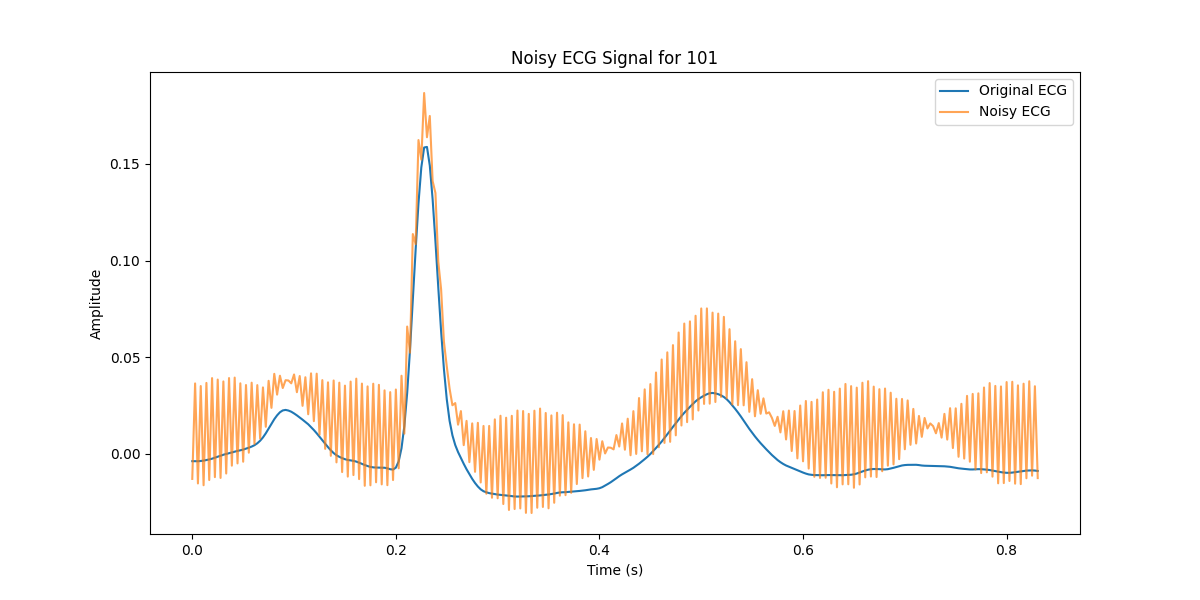 Noisy ECG Signal for 101
Original ECG
Noisy ECG
0.15
0.10
0.05
0.00
Amplitude
0.0 0.2 0.4 0.6 0.8
Time (s)